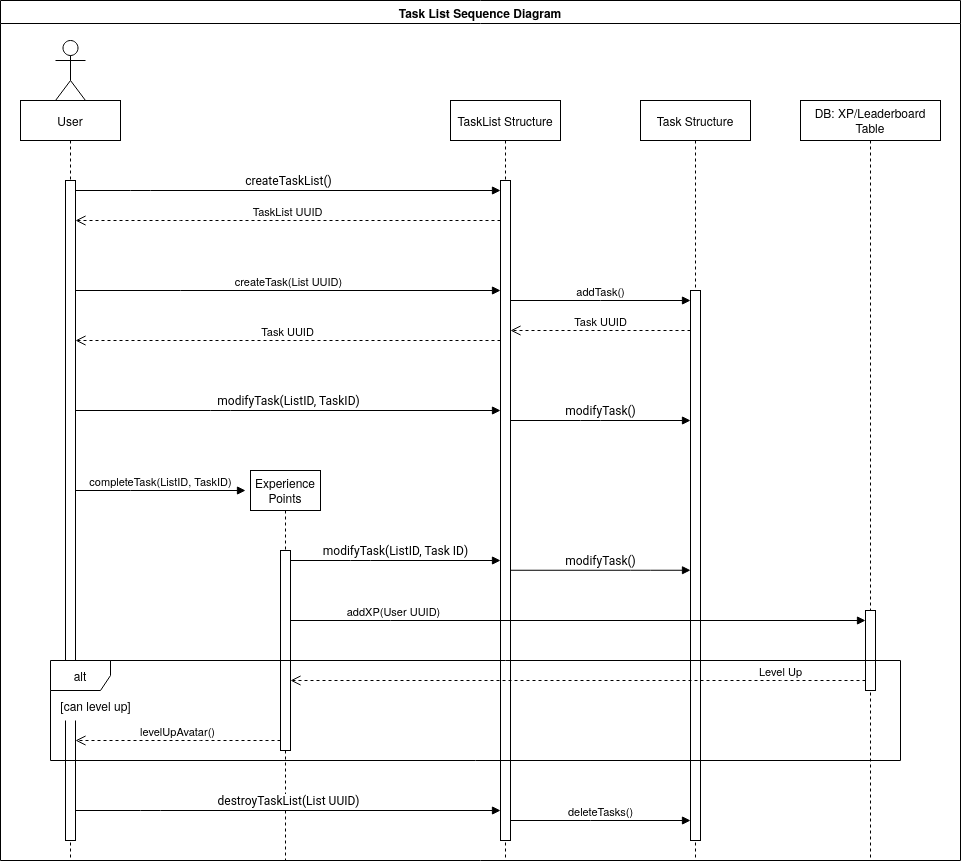 Task List Sequence Diagram
User
TaskList Structure
Task Structure
DB: XP/Leaderboard
Table
createTaskList()
TaskList UUID
createTask(List UUID)
addTask()
Task UUID
Task UUID
modifyTask(ListID, TaskID)
modifyTask()
completeTask(ListID, TaskID)
Experience
Points
modifyTask(ListID, Task ID)
modifyTask()
addXP(User UUID)
alt
Level Up
[can level up]
levelUpAvatar()
destroyTaskList(List UUID)
deleteTasks()